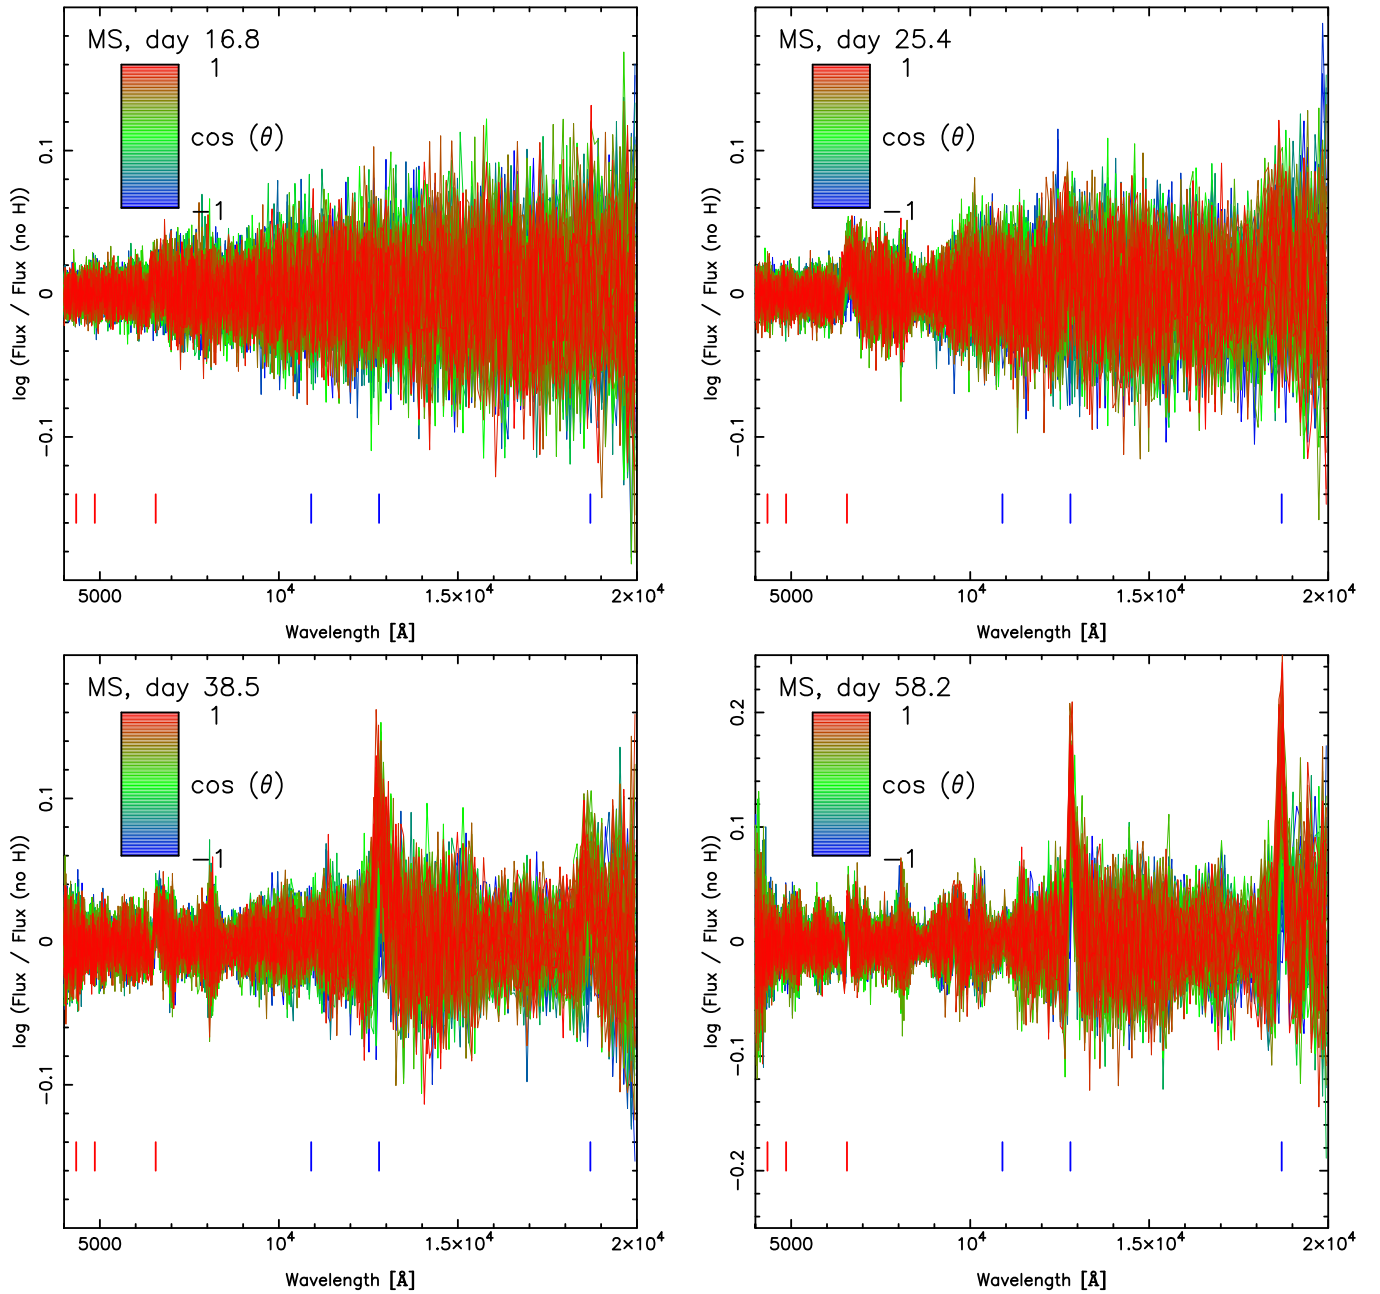 MS, day 16.8
1
cos (θ)
−1
0.1
0
−0.1
log (Flux / Flux (no H))
5000
10⁴
1.5×10⁴
2×10⁴
Wavelength [Å]
MS, day 25.4
1
cos (θ)
−1
0.1
0
−0.1
log (Flux / Flux (no H))
5000
10⁴
1.5×10⁴
2×10⁴
Wavelength [Å]
MS, day 38.5
1
cos (θ)
−1
0.1
0
−0.1
log (Flux / Flux (no H))
5000
10⁴
1.5×10⁴
2×10⁴
Wavelength [Å]
MS, day 58.2
1
cos (θ)
−1
0.2
0.1
0
−0.1
−0.2
log (Flux / Flux (no H))
5000
10⁴
1.5×10⁴
2×10⁴
Wavelength [Å]